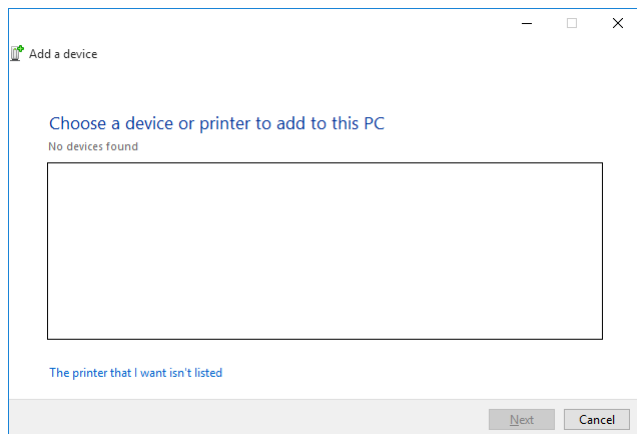 Add a device
Choose a device or printer to add to this PC
No devices found
The printer that I want isn't listed
Next Cancel